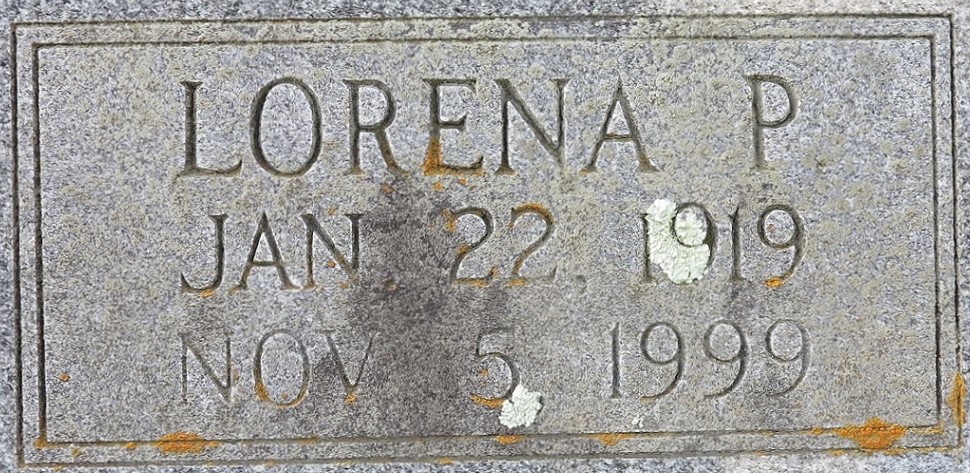 LORENA P.
JAN. 22, 1919
NOV 5, 1999